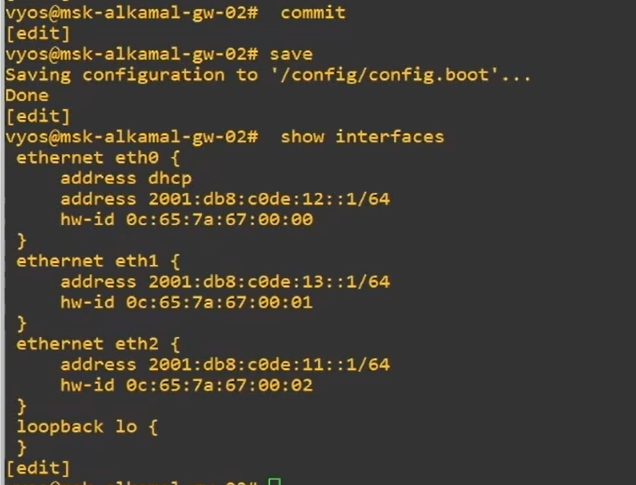 vyos@msk-alkamal-gw-02#  commit
[edit]
vyos@msk-alkamal-gw-02# save
Saving configuration to '/config/config.boot'...
Done
[edit]
vyos@msk-alkamal-gw-02#  show interfaces
 ethernet eth0 {
     address dhcp
     address 2001:db8:c0de:12::1/64
     hw-id 0c:65:7a:67:00:00
 }
 ethernet eth1 {
     address 2001:db8:c0de:13::1/64
     hw-id 0c:65:7a:67:00:01
 }
 ethernet eth2 {
     address 2001:db8:c0de:11::1/64
     hw-id 0c:65:7a:67:00:02
 }
 loopback lo {
 }
[edit]